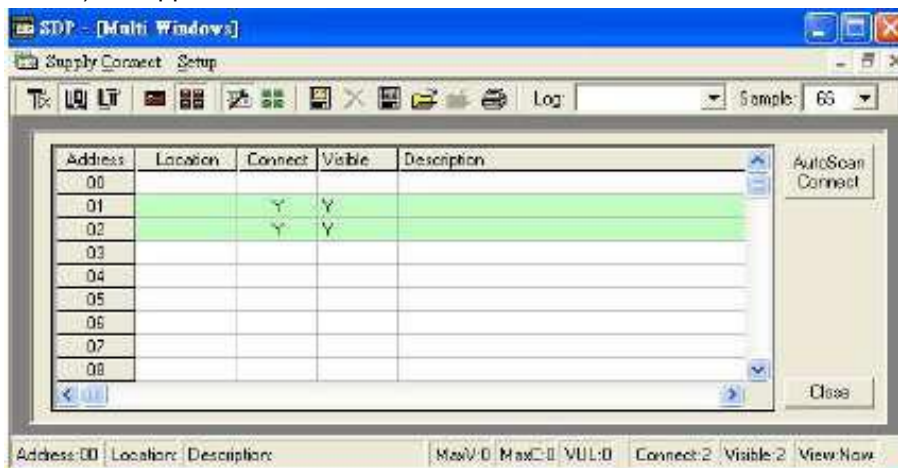 SDP - [Multi Windows]
Supply Connect Setup
Tx Log: Sample: 66
Address Location Connect Visible Description
AutoScan
Connect
00
01 Y Y
02 Y Y
03
04
05
06
07
08
Close
Address:00 Location: Description: MaxV:0 MaxC:0 VUL:0 Connect:2 Visible:2 View:Now